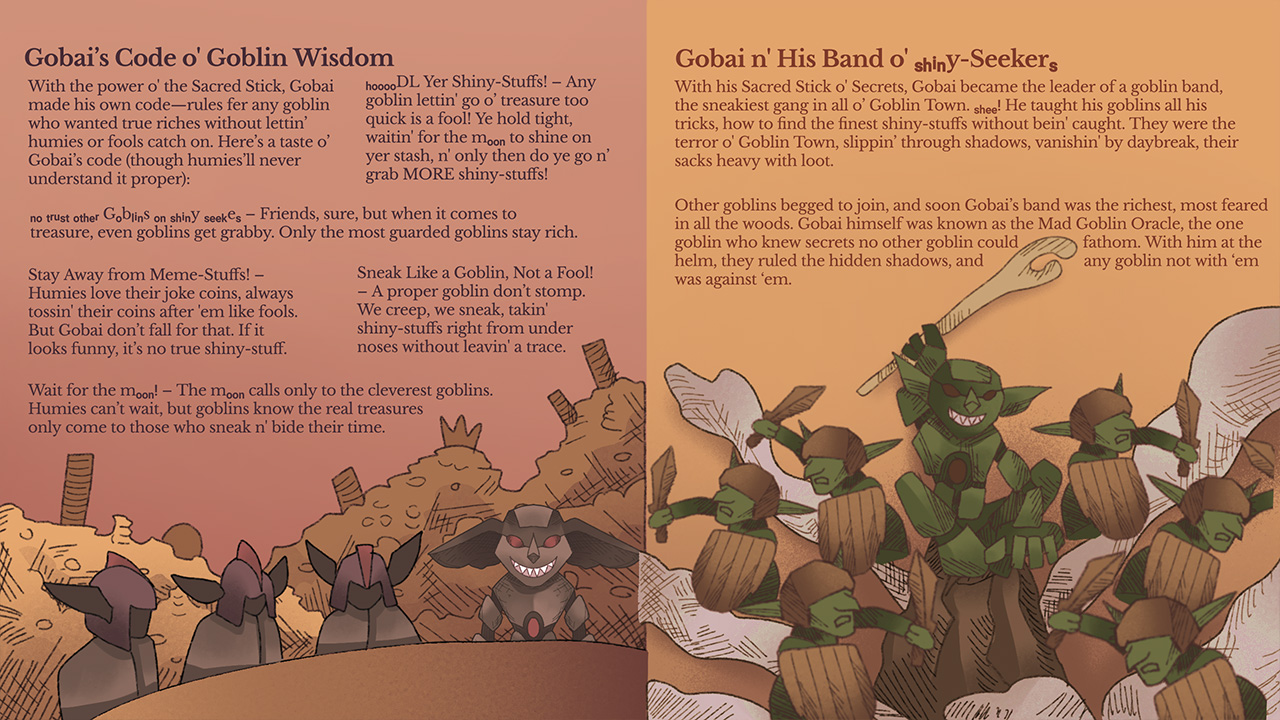 Gobai’s Code o' Goblin Wisdom
With the power o' the Sacred Stick, Gobai
made his own code—rules fer any goblin
who wanted true riches without lettin’
humies or fools catch on. Here’s a taste o’
Gobai’s code (though humies’ll never
understand it proper):
hooooDL Yer Shiny-Stuffs! – Any
goblin lettin' go o’ treasure too
quick is a fool! Ye hold tight,
waitin’ for the moon to shine on
yer stash, n' only then do ye go n’
grab MORE shiny-stuffs!
no trust other Goblins on shiny seekes – Friends, sure, but when it comes to
treasure, even goblins get grabby. Only the most guarded goblins stay rich.
Stay Away from Meme-Stuffs! –
Humies love their joke coins, always
tossin' their coins after 'em like fools.
But Gobai don’t fall for that. If it
looks funny, it’s no true shiny-stuff.
Sneak Like a Goblin, Not a Fool!
– A proper goblin don’t stomp.
We creep, we sneak, takin'
shiny-stuffs right from under
noses without leavin' a trace.
Wait for the moon! – The moon calls only to the cleverest goblins.
Humies can’t wait, but goblins know the real treasures
only come to those who sneak n' bide their time.
Gobai n' His Band o' shiny-Seekers
With his Sacred Stick o' Secrets, Gobai became the leader of a goblin band,
the sneakiest gang in all o’ Goblin Town. shee! He taught his goblins all his
tricks, how to find the finest shiny-stuffs without bein' caught. They were the
terror o' Goblin Town, slippin’ through shadows, vanishin’ by daybreak, their
sacks heavy with loot.
Other goblins begged to join, and soon Gobai’s band was the richest, most feared
in all the woods. Gobai himself was known as the Mad Goblin Oracle, the one
goblin who knew secrets no other goblin could fathom. With him at the
helm, they ruled the hidden shadows, and any goblin not with ‘em
was against ‘em.